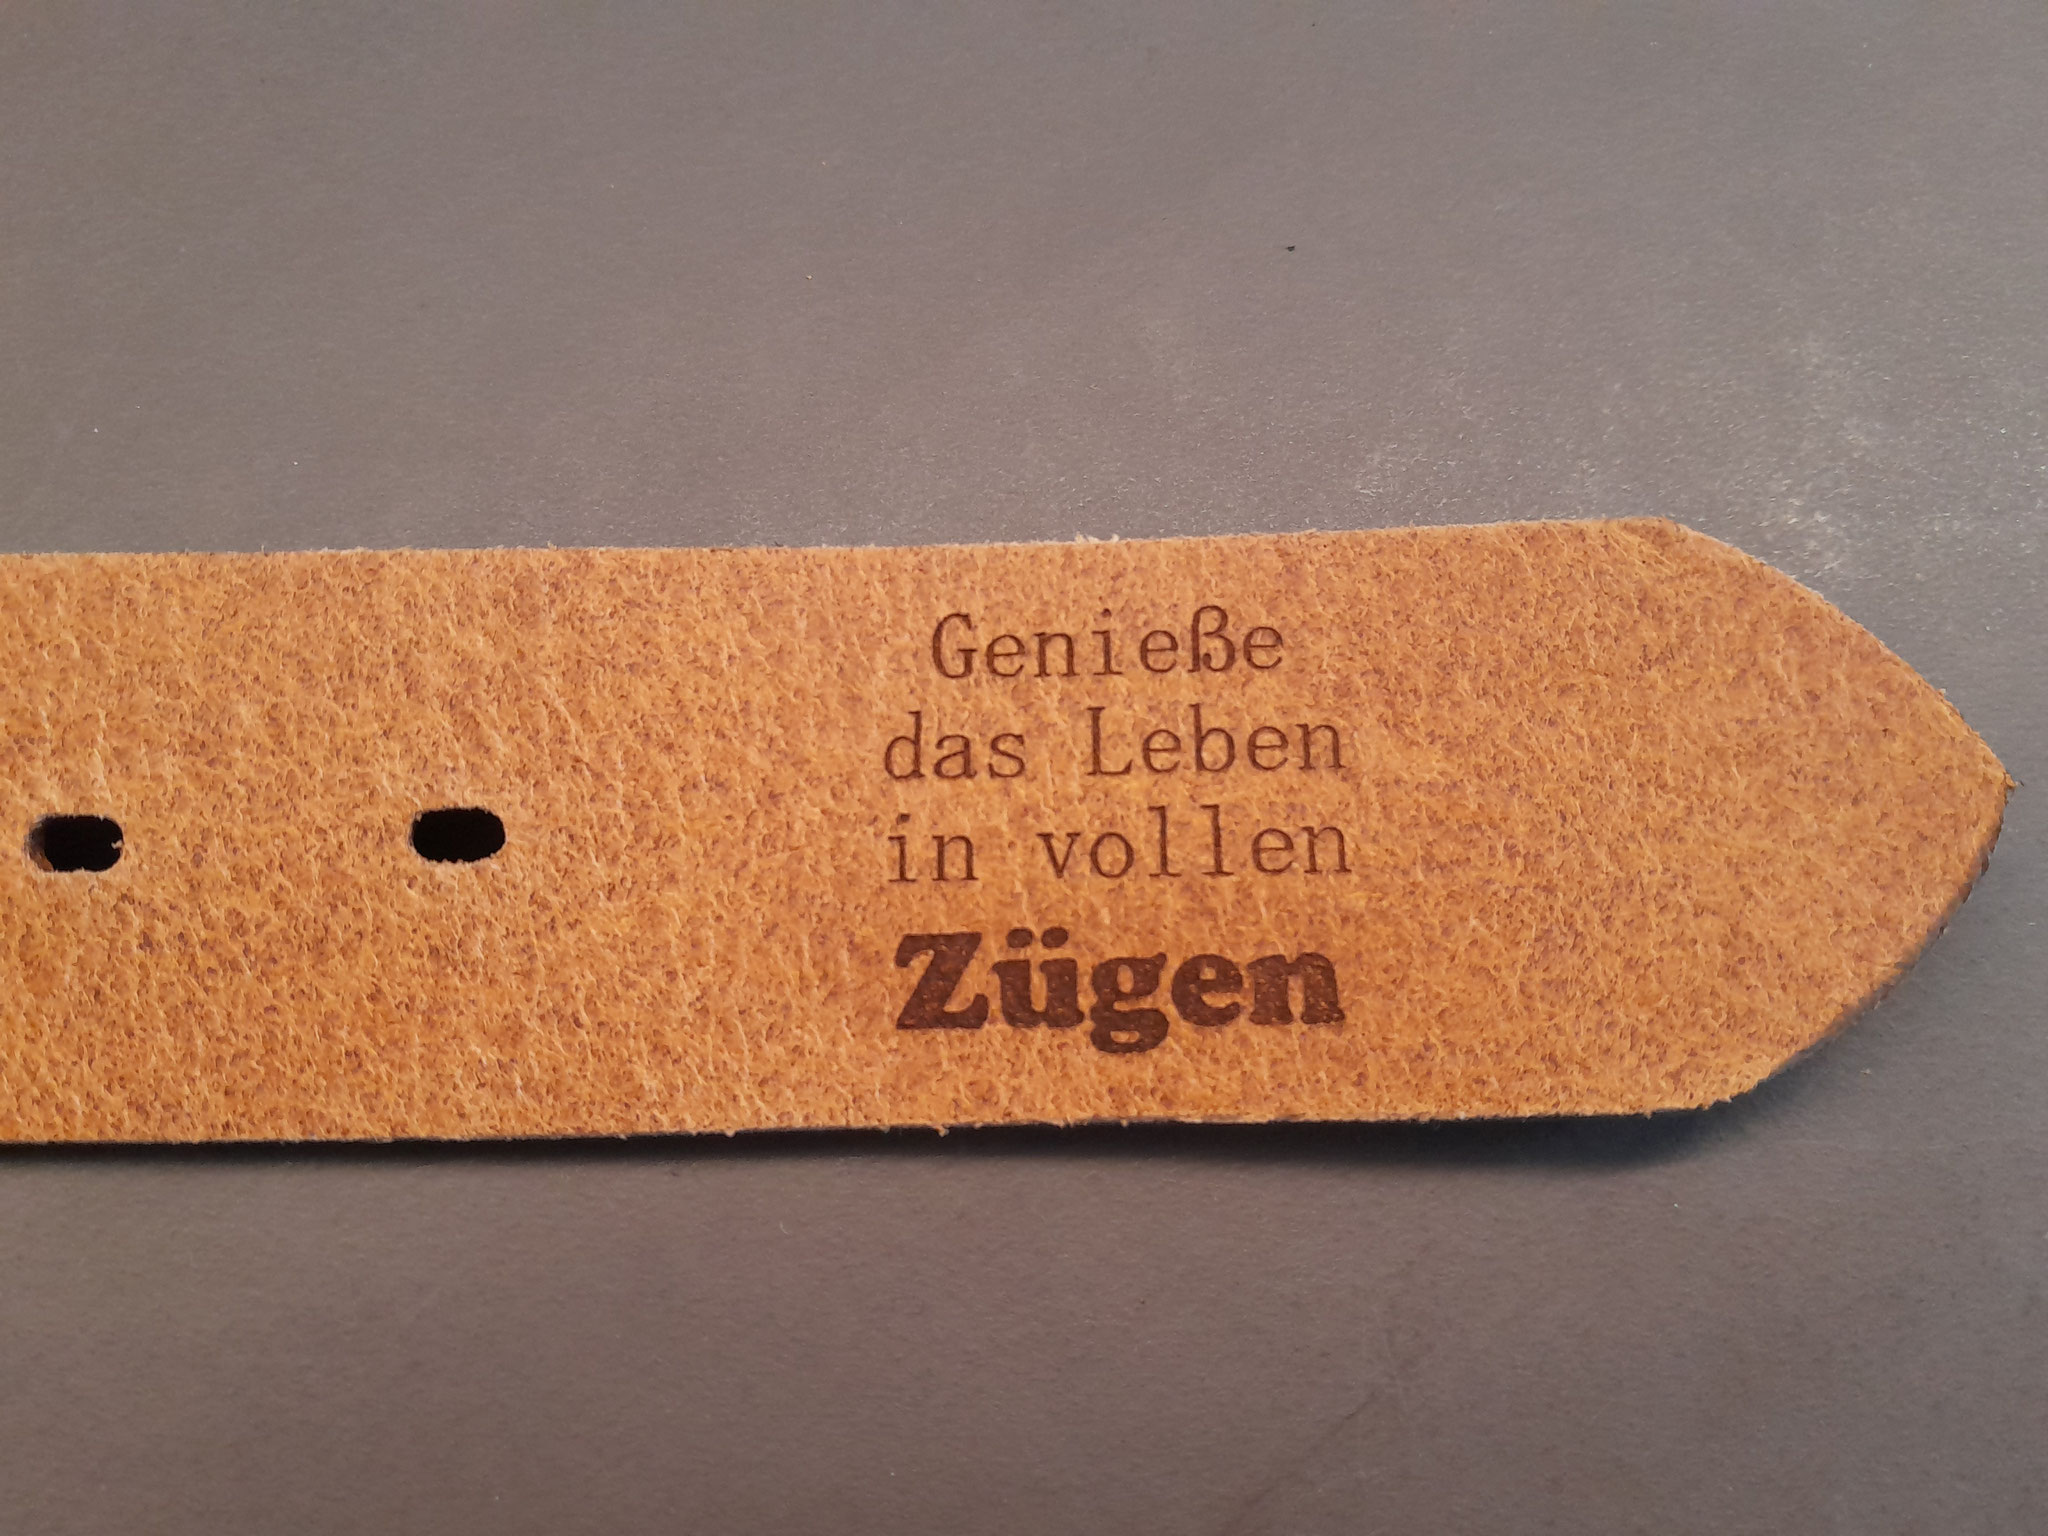 Genieße
das Leben
in vollen
Zügen